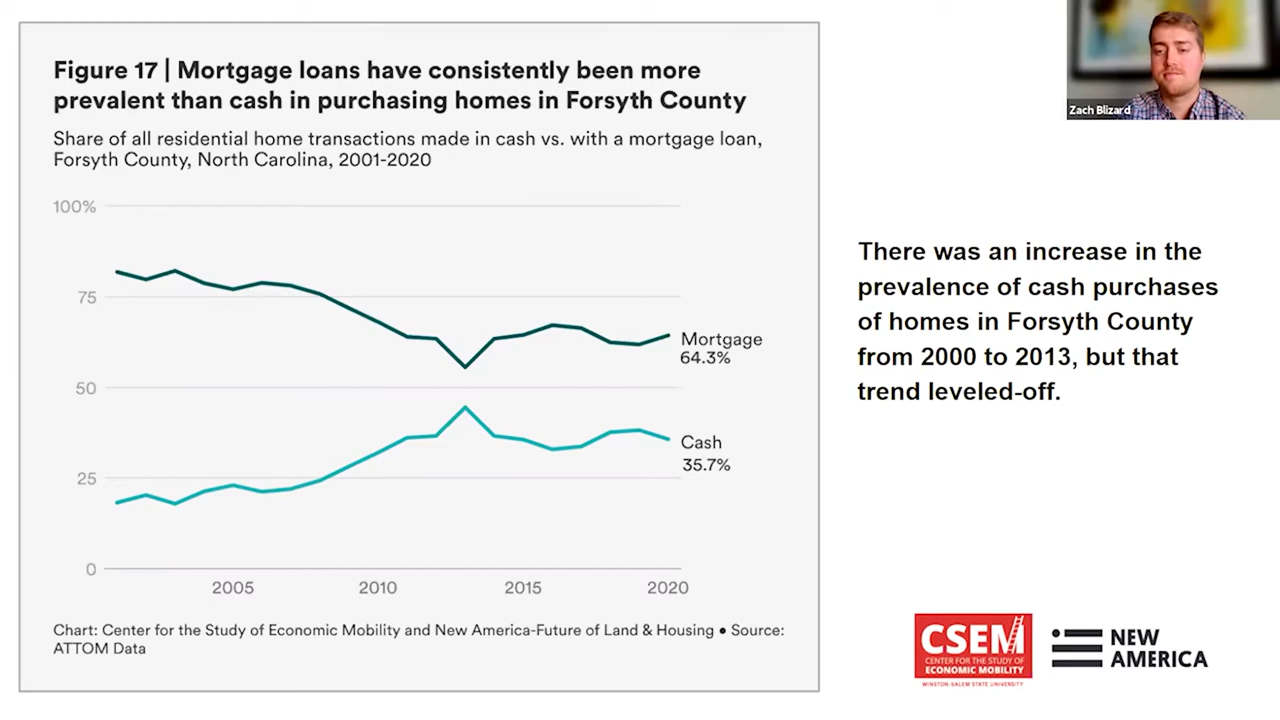 Figure 17 | Mortgage loans have consistently been more
prevalent than cash in purchasing homes in Forsyth County
Share of all residential home transactions made in cash vs. with a mortgage loan,
Forsyth County, North Carolina, 2001-2020
100%
75
50
25
0
Mortgage
64.3%
Cash
35.7%
2005
2010
2015
2020
Chart: Center for the Study of Economic Mobility and New America-Future of Land & Housing • Source:
ATTOM Data
Zach Blizard
There was an increase in the
prevalence of cash purchases
of homes in Forsyth County
from 2000 to 2013, but that
trend leveled-off.
CSEM
CENTER FOR THE STUDY OF
ECONOMIC MOBILITY
WINSTON-SALEM STATE UNIVERSITY
NEW
AMERICA